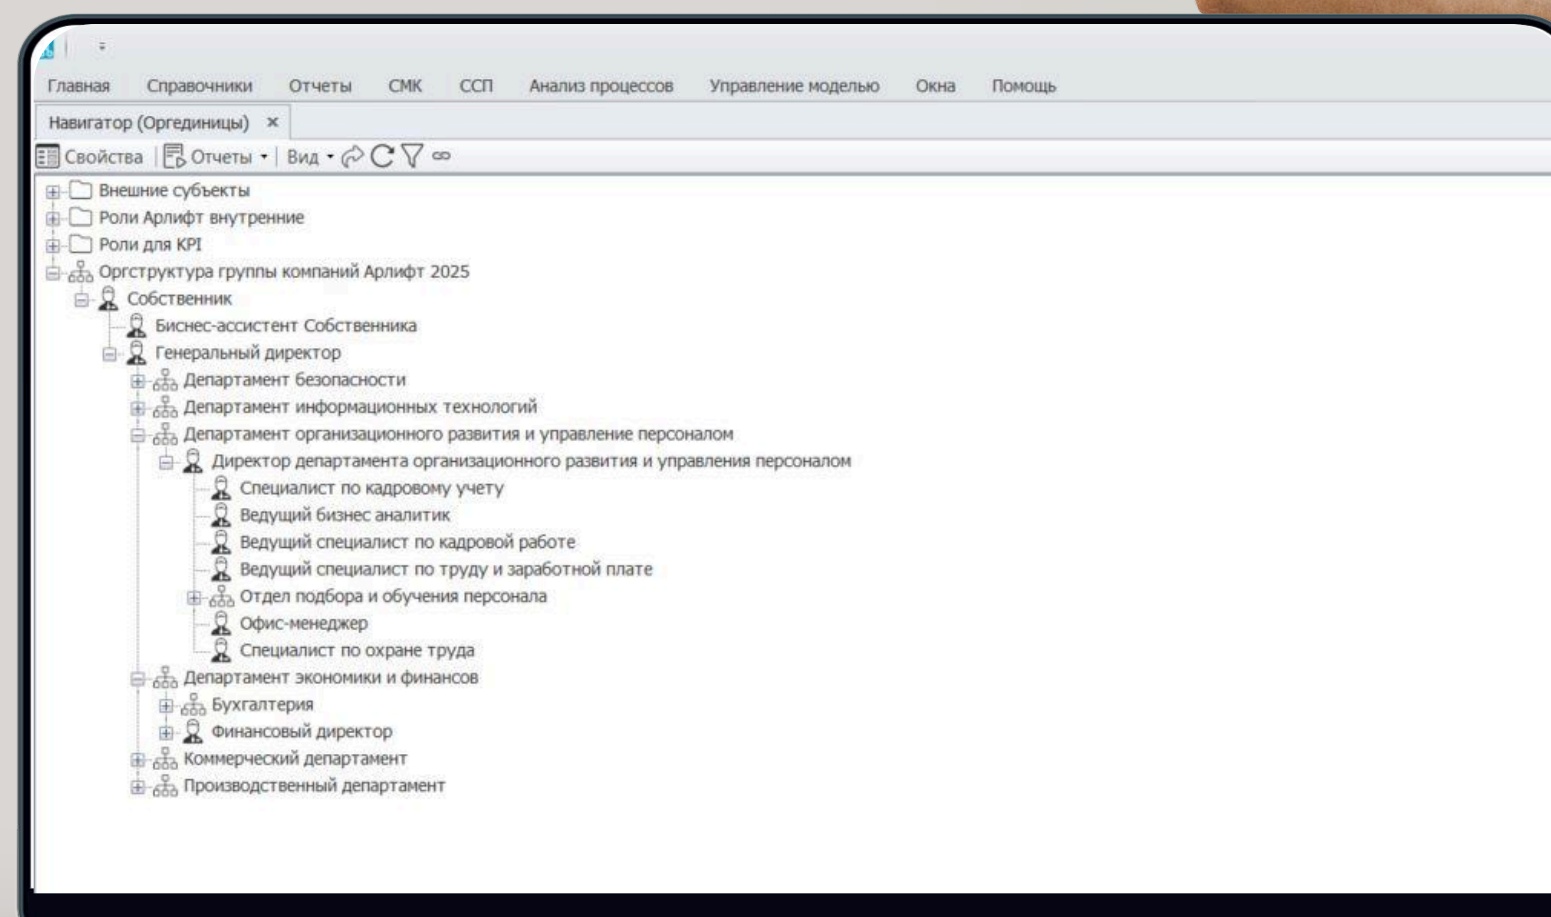 Главная Справочники Отчеты СМК ССП Анализ процессов Управление моделью Окна Помощь
Навигатор (Оргединицы) ×
Свойства Отчеты Вид
Внешние субъекты
Роли Арлифт внутренние
Роли для KPI
Оргструктура группы компаний Арлифт 2025
Собственник
Биснес-ассистент Собственника
Генеральный директор
Департамент безопасности
Департамент информационных технологий
Департамент организационного развития и управление персоналом
Директор департамента организационного развития и управления персоналом
Специалист по кадровому учету
Ведущий бизнес аналитик
Ведущий специалист по кадровой работе
Ведущий специалист по труду и заработной плате
Отдел подбора и обучения персонала
Офис-менеджер
Специалист по охране труда
Департамент экономики и финансов
Бухгалтерия
Финансовый директор
Коммерческий департамент
Производственный департамент